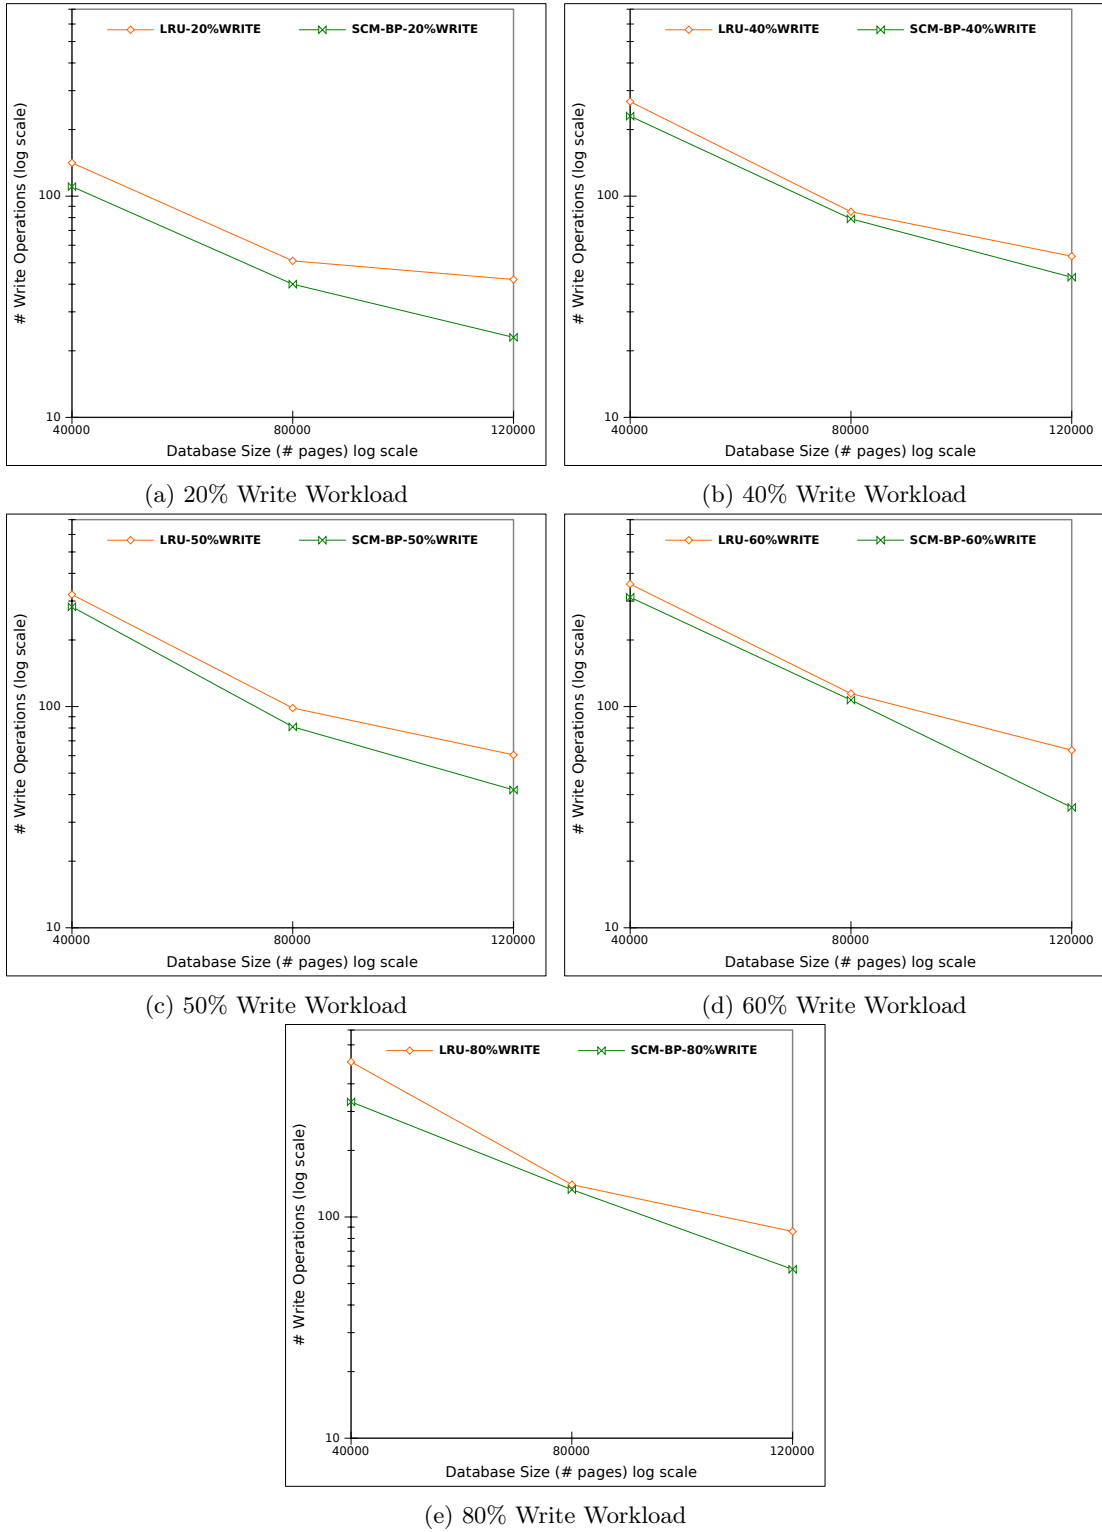 LRU-20%WRITE SCM-BP-20%WRITE
# Write Operations (log scale)
100
10
40000 80000 120000
Database Size (# pages) log scale
(a) 20% Write Workload
LRU-40%WRITE SCM-BP-40%WRITE
# Write Operations (log scale)
100
10
40000 80000 120000
Database Size (# pages) log scale
(b) 40% Write Workload
LRU-50%WRITE SCM-BP-50%WRITE
# Write Operations (log scale)
100
10
40000 80000 120000
Database Size (# pages) log scale
(c) 50% Write Workload
LRU-60%WRITE SCM-BP-60%WRITE
# Write Operations (log scale)
100
10
40000 80000 120000
Database Size (# pages) log scale
(d) 60% Write Workload
LRU-80%WRITE SCM-BP-80%WRITE
# Write Operations (log scale)
100
10
40000 80000 120000
Database Size (# pages) log scale
(e) 80% Write Workload